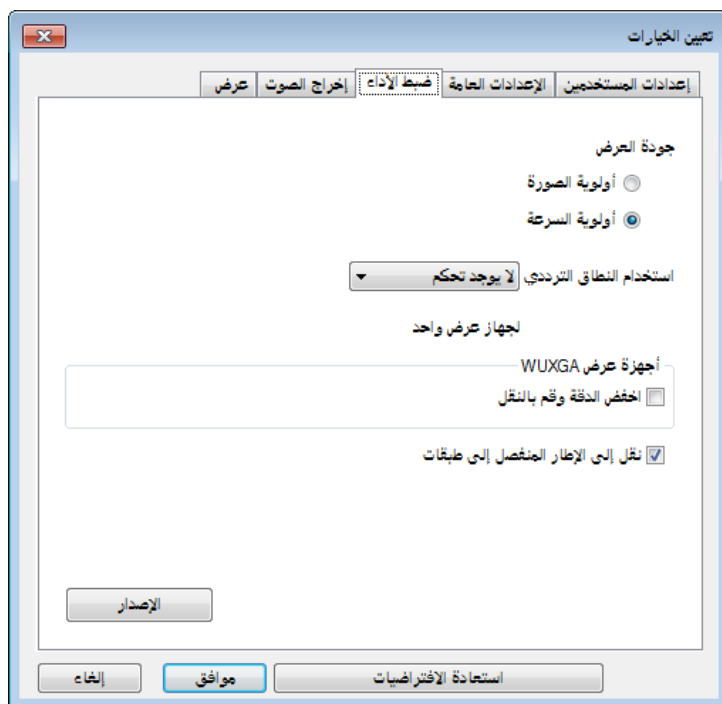 تعيين الخيارات
إعدادات المستخدمين الإعدادات العامة ضبط الأداء إخراج الصوت عرض
جودة العرض
أولوية الصورة
أولوية السرعة
استخدام النطاق الترددي لا يوجد تحكم
لجهاز عرض واحد
أجهزة عرض WUXGA
اخفض الدقة وقم بالنقل
نقل إلى الإطار المنفصل إلى طبقات
الإصدار
استعادة الافتراضيات موافق إلغاء